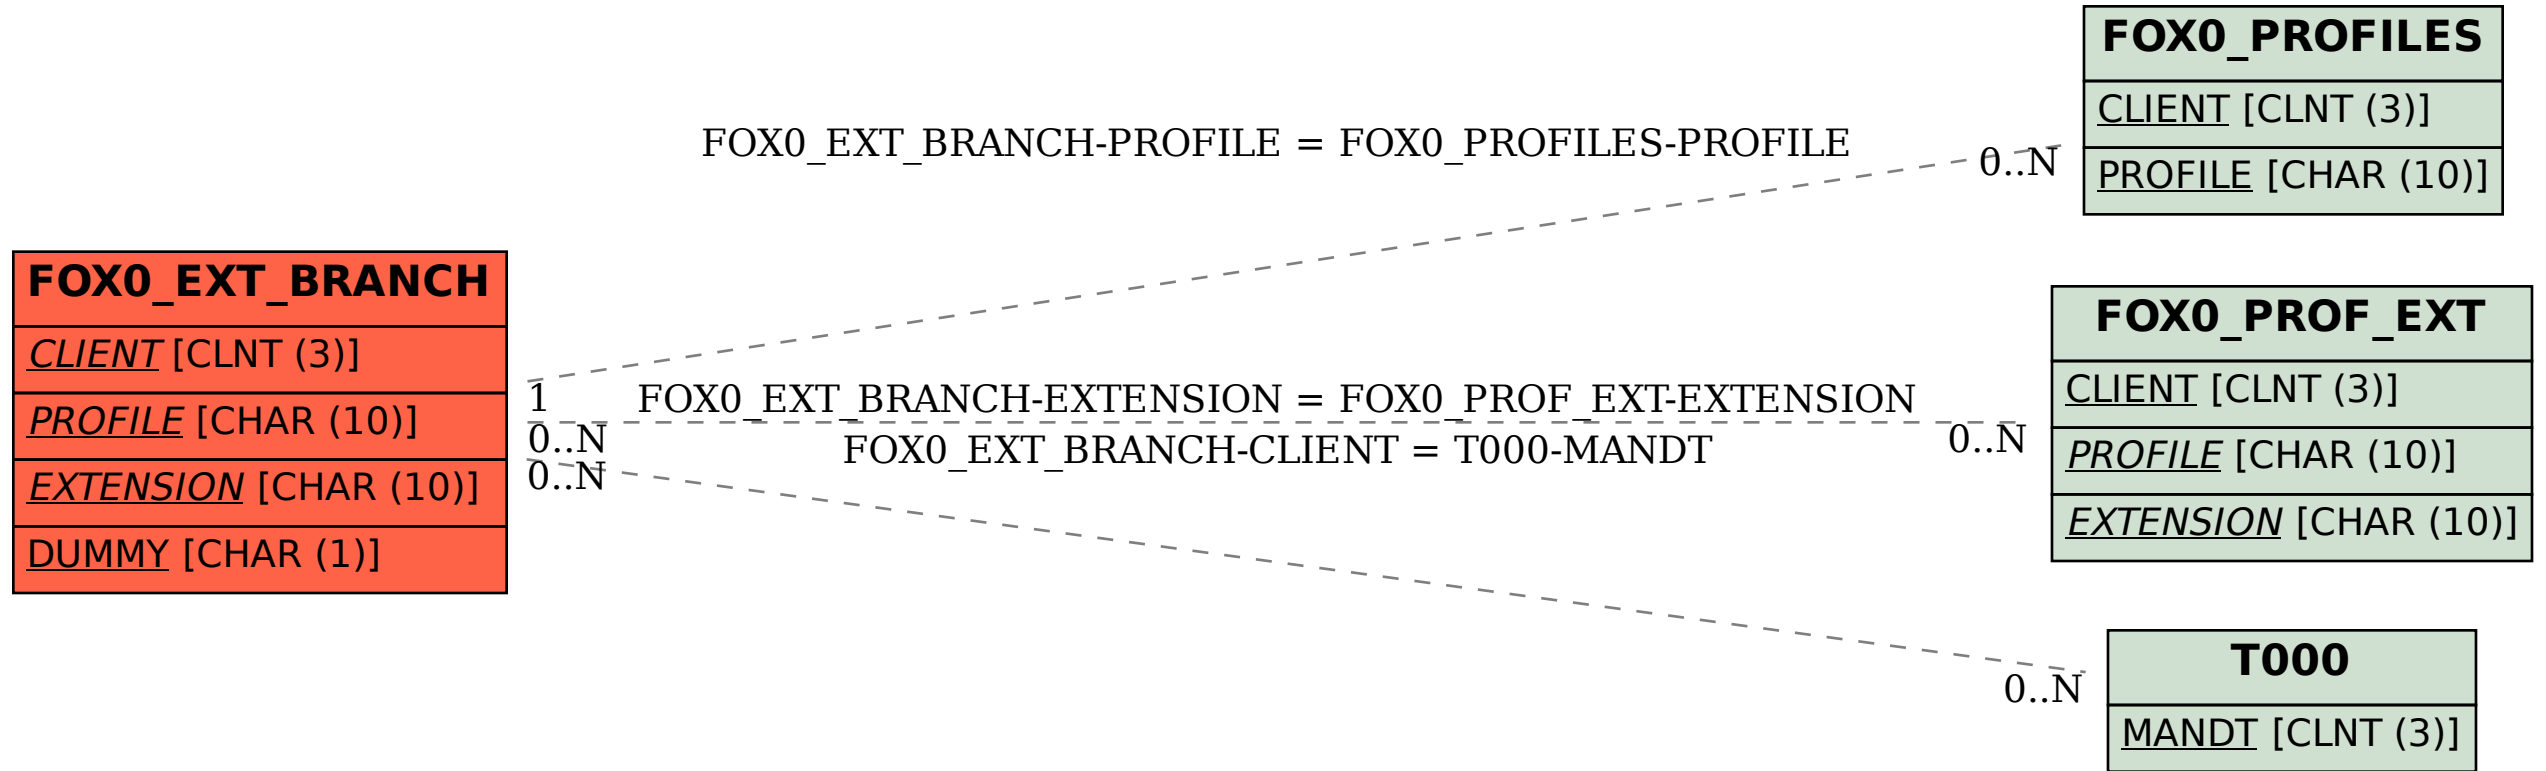 FOX0_PROFILES
CLIENT [CLNT (3)]
PROFILE [CHAR (10)]
FOX0_EXT_BRANCH-PROFILE = FOX0_PROFILES-PROFILE
0..N
FOX0_EXT_BRANCH
CLIENT [CLNT (3)]
PROFILE [CHAR (10)]
EXTENSION [CHAR (10)]
DUMMY [CHAR (1)]
1
FOX0_EXT_BRANCH-EXTENSION = FOX0_PROF_EXT-EXTENSION
0..N
0..N
FOX0_EXT_BRANCH-CLIENT = T000-MANDT
0..N
0..N
FOX0_PROF_EXT
CLIENT [CLNT (3)]
PROFILE [CHAR (10)]
EXTENSION [CHAR (10)]
T000
MANDT [CLNT (3)]